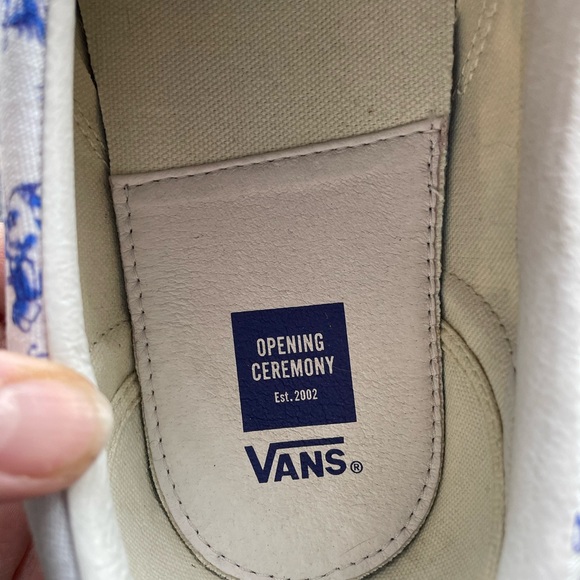 OPENING
CEREMONY
Est. 2002
VANS®